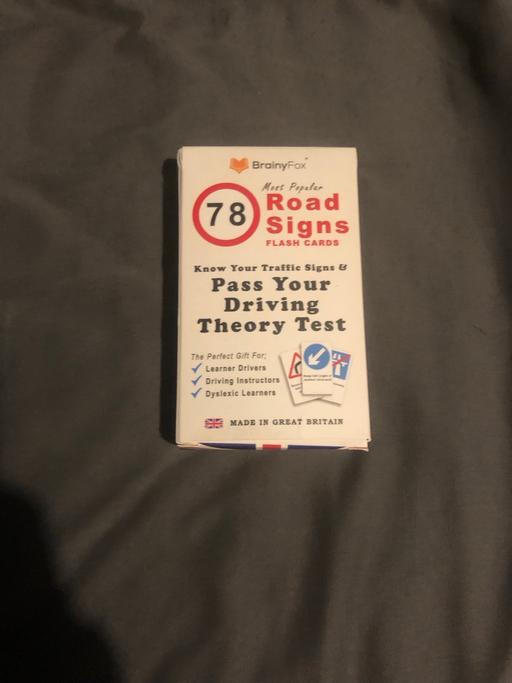 BrainyFox
78
Most Popular
Road
Signs
FLASH CARDS
Know Your Traffic Signs &
Pass Your
Driving
Theory Test
The Perfect Gift For;
Learner Drivers
Driving Instructors
Dyslexic Learners
MADE IN GREAT BRITAIN